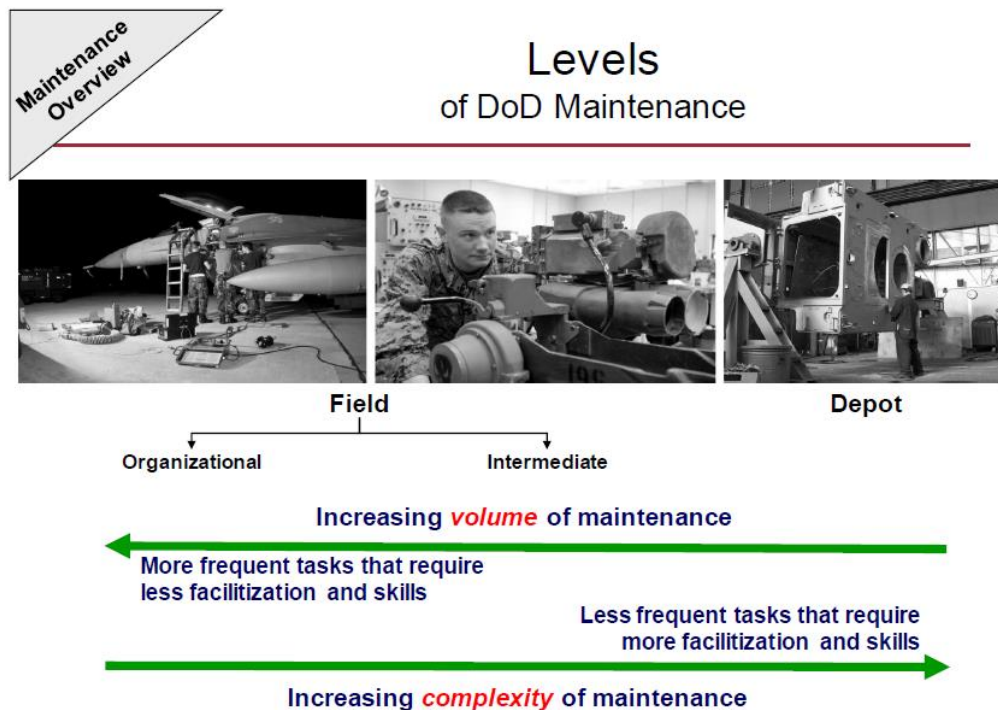 Maintenance
Overview
Levels
of DoD Maintenance
196
Field
Depot
Organizational
Intermediate
Increasing volume of maintenance
More frequent tasks that require
less facilitization and skills
Less frequent tasks that require
more facilitization and skills
Increasing complexity of maintenance